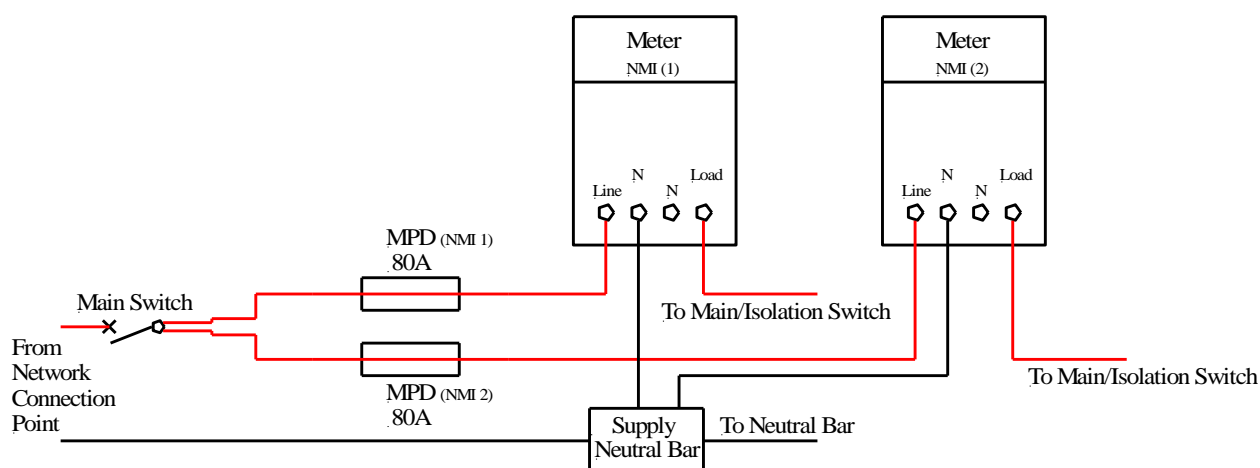 Meter
NMI (1)
Meter
NMI (2)
Line
N
N
Load
Line
N
N
Load
MPD (NMI 1)
80A
Main Switch
To Main/Isolation Switch
From
Network
Connection
Point
MPD (NMI 2)
80A
To Main/Isolation Switch
Supply
Neutral Bar
To Neutral Bar